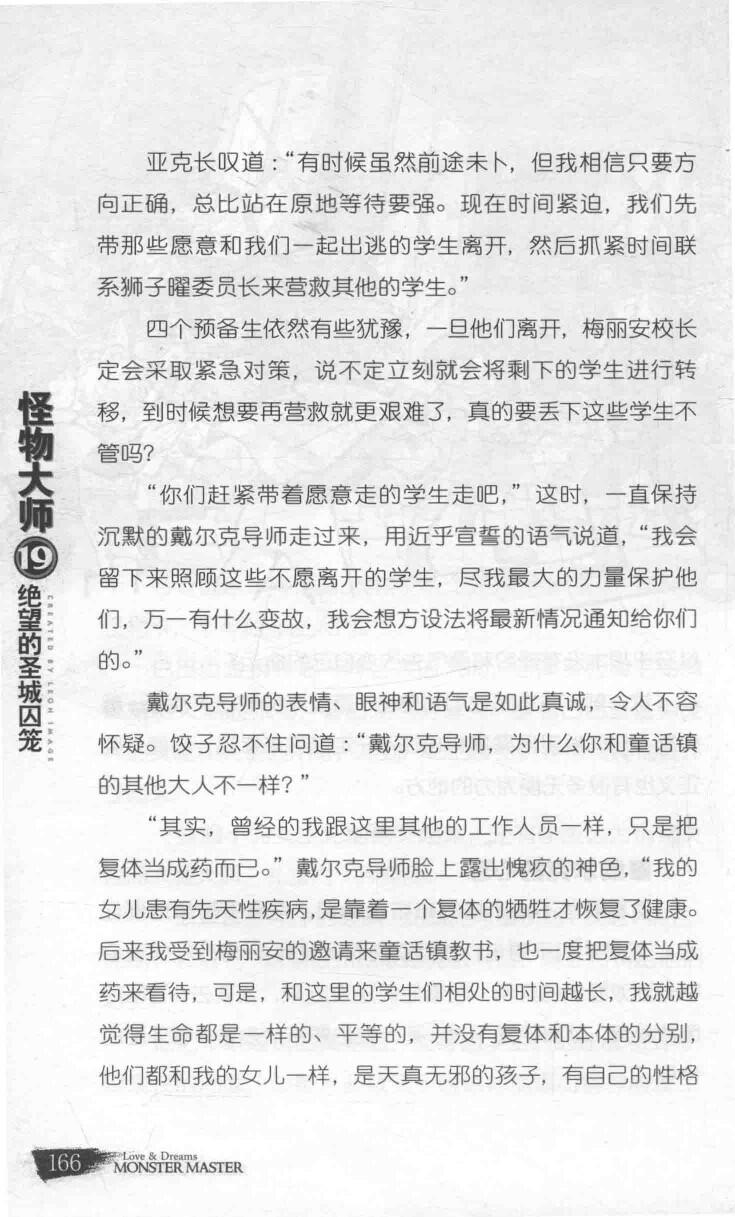 亚克长叹道：“有时候虽然前途未卜，但我相信只要方
向正确，总比站在原地等待要强。现在时间紧迫，我们先
带那些愿意和我们一起出逃的学生离开，然后抓紧时间联
系狮子曜委员长来营救其他的学生。”
四个预备生依然有些犹豫，一旦他们离开，梅丽安校长
定会采取紧急对策，说不定立刻就会将剩下的学生进行转
移，到时候想要再营救就更艰难了，真的要丢下这些学生不
管吗？
“你们赶紧带着愿意走的学生走吧，”这时，一直保持
沉默的戴尔克导师走过来，用近乎宣誓的语气说道，“我会
留下来照顾这些不愿离开的学生，尽我最大的力量保护他
们，万一有什么变故，我会想方设法将最新情况通知给你们
的。”
戴尔克导师的表情、眼神和语气是如此真诚，令人不容
怀疑。饺子忍不住问道：“戴尔克导师，为什么你和童话镇
的其他大人不一样？”
“其实，曾经的我跟这里其他的工作人员一样，只是把
复体当成药而已。”戴尔克导师脸上露出愧疚的神色，“我的
女儿患有先天性疾病，是靠着一个复体的牺牲才恢复了健康。
后来我受到梅丽安的邀请来童话镇教书，也一度把复体当成
药来看待，可是，和这里的学生们相处的时间越长，我就越
觉得生命都是一样的、平等的，并没有复体和本体的分别，
他们都和我的女儿一样，是天真无邪的孩子，有自己的性格
怪物大师
19
绝望的圣城囚笼
CREATED BY LEON IMAGE
166
Love & Dreams
MONSTER MASTER